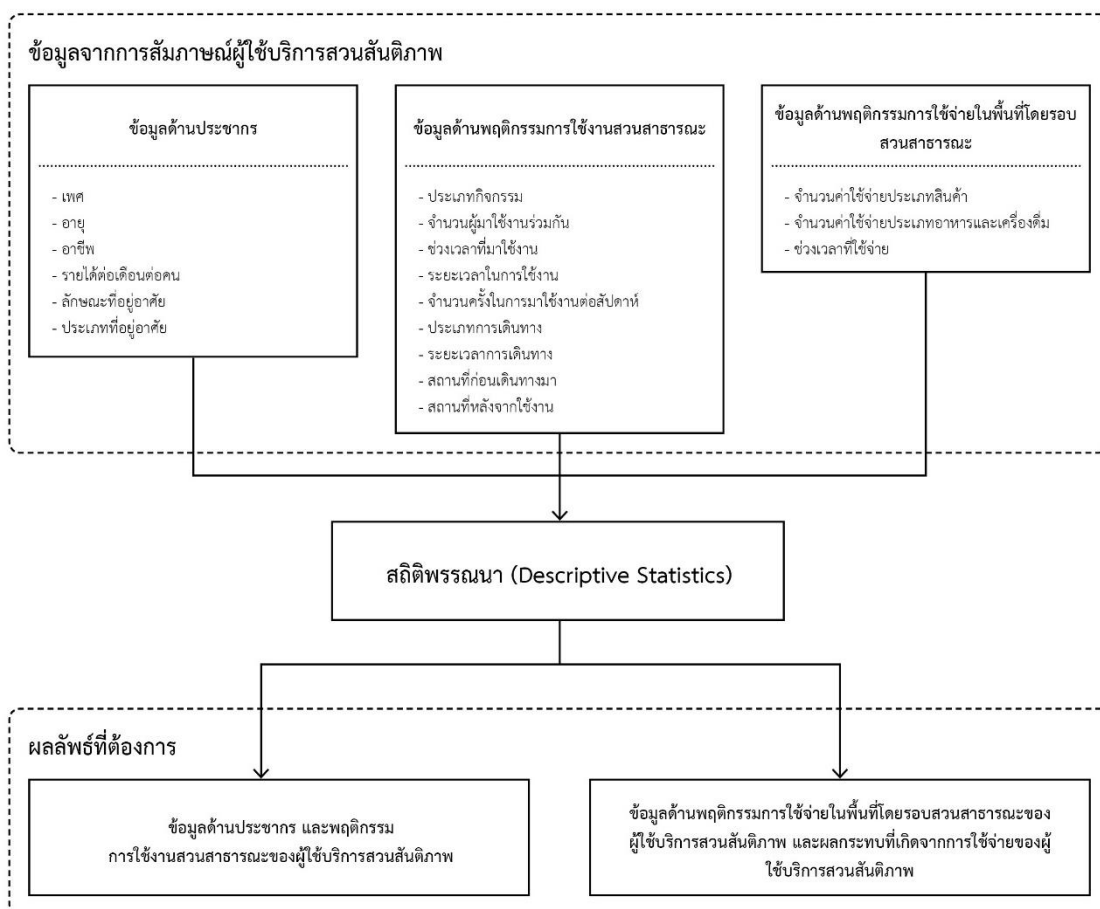 ข้อมูลจากการสัมภาษณ์ผู้ใช้บริการสวนสันติภาพ
ข้อมูลด้านประชากร
- เพศ
- อายุ
- อาชีพ
- รายได้ต่อเดือนต่อคน
- ลักษณะที่อยู่อาศัย
- ประเภทที่อยู่อาศัย
ข้อมูลด้านพฤติกรรมการใช้งานสวนสาธารณะ
- ประเภทกิจกรรม
- จำนวนผู้มาใช้งานร่วมกัน
- ช่วงเวลาที่มาใช้งาน
- ระยะเวลาในการใช้งาน
- จำนวนครั้งในการมาใช้งานต่อสัปดาห์
- ประเภทการเดินทาง
- ระยะเวลาการเดินทาง
- สถานที่ก่อนเดินทางมา
- สถานที่หลังจากใช้งาน
ข้อมูลด้านพฤติกรรมการใช้จ่ายในพื้นที่โดยรอบ
สวนสาธารณะ
- จำนวนค่าใช้จ่ายประเภทสินค้า
- จำนวนค่าใช้จ่ายประเภทอาหารและเครื่องดื่ม
- ช่วงเวลาที่ใช้จ่าย
สถิติพรรณนา (Descriptive Statistics)
ผลลัพธ์ที่ต้องการ
ข้อมูลด้านประชากร และพฤติกรรม
การใช้งานสวนสาธารณะของผู้ใช้บริการสวนสันติภาพ
ข้อมูลด้านพฤติกรรมการใช้จ่ายในพื้นที่โดยรอบสวนสาธารณะของ
ผู้ใช้บริการสวนสันติภาพ และผลกระทบที่เกิดจากการใช้จ่ายของผู้
ใช้บริการสวนสันติภาพ